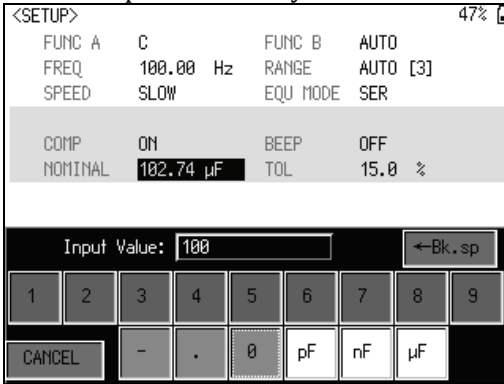 <SETUP> 47%
FUNC A C FUNC B AUTO
FREQ 100.00 Hz RANGE AUTO [3]
SPEED SLOW EQU MODE SER
COMP ON BEEP OFF
NOMINAL 102.74 µF TOL 15.0 %
Input Value: 100 ←Bk.sp
1 2 3 4 5 6 7 8 9
CANCEL - . 0 pF nF µF